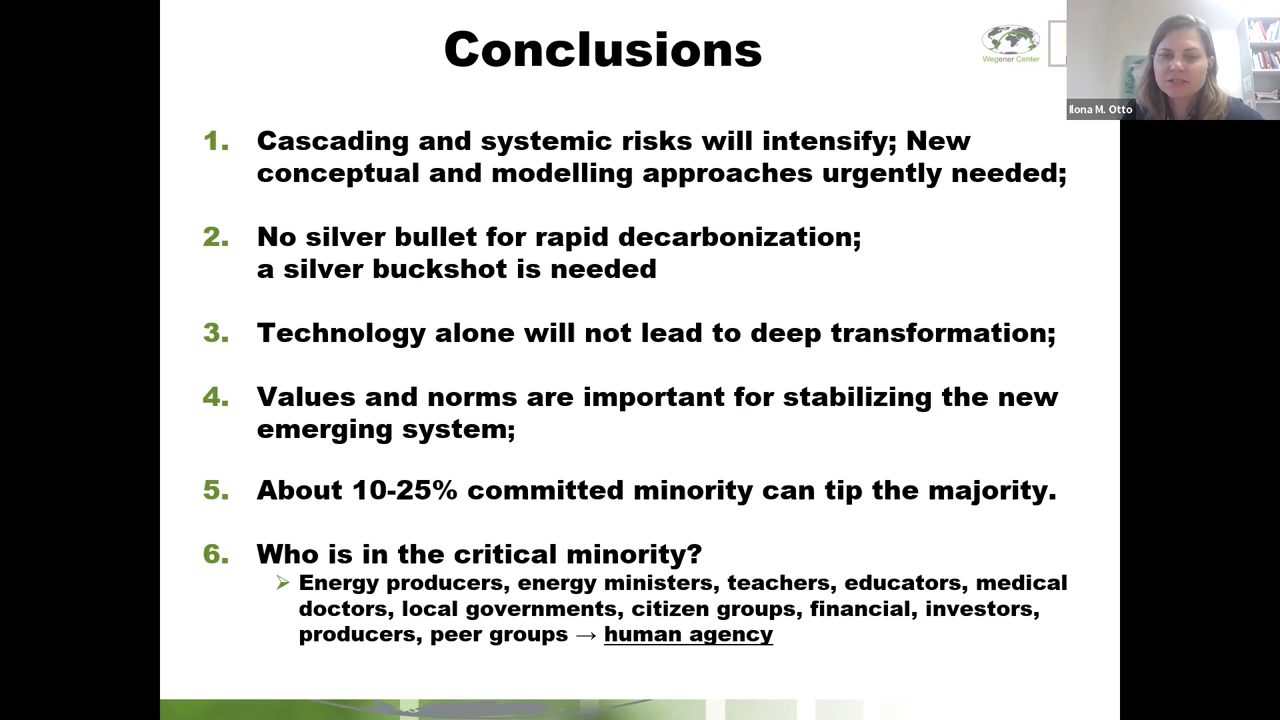 Conclusions
Wegener Center
Ilona M. Otto
1. Cascading and systemic risks will intensify; New
conceptual and modelling approaches urgently needed;
2. No silver bullet for rapid decarbonization;
a silver buckshot is needed
3. Technology alone will not lead to deep transformation;
4. Values and norms are important for stabilizing the new
emerging system;
5. About 10-25% committed minority can tip the majority.
6. Who is in the critical minority?
➢ Energy producers, energy ministers, teachers, educators, medical
doctors, local governments, citizen groups, financial, investors,
producers, peer groups → human agency